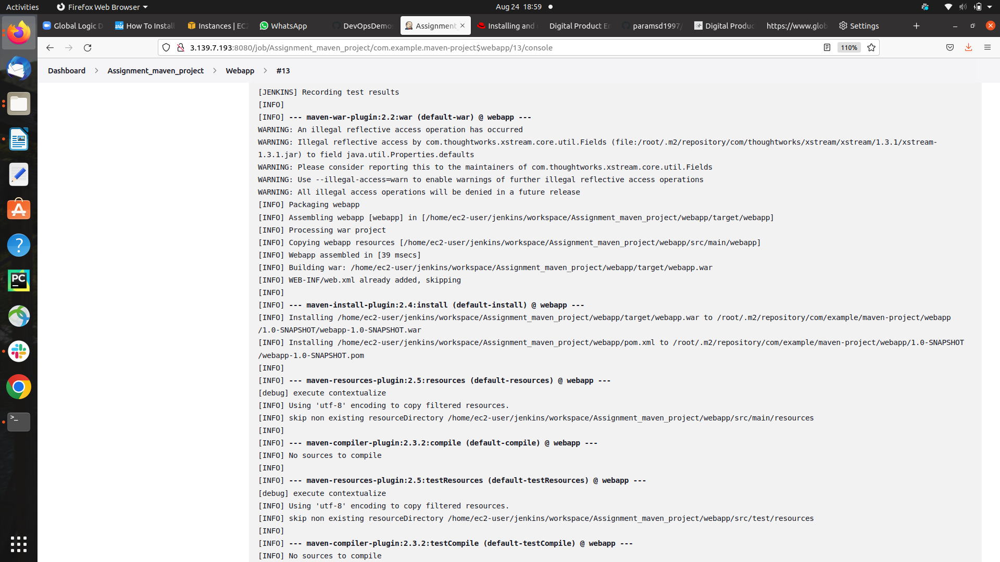 Activities
Firefox Web Browser
Aug 24 18:59
Global Logic D
How To Instal
Instances | EC2
WhatsApp
DevOpsDemo
Assignment
Installing and
Digital Product E
paramsd1997/
Digital Produc
https://www.glob
Settings
3.139.7.193:8080/job/Assignment_maven_project/com.example.maven-project$webapp/13/console
110%
Dashboard > Assignment_maven_project > Webapp > #13
[JENKINS] Recording test results
[INFO]
[INFO] --- maven-war-plugin:2.2:war (default-war) @ webapp ---
WARNING: An illegal reflective access operation has occurred
WARNING: Illegal reflective access by com.thoughtworks.xstream.core.util.Fields (file:/root/.m2/repository/com/thoughtworks/xstream/xstream/1.3.1/xstream-
1.3.1.jar) to field java.util.Properties.defaults
WARNING: Please consider reporting this to the maintainers of com.thoughtworks.xstream.core.util.Fields
WARNING: Use --illegal-access=warn to enable warnings of further illegal reflective access operations
WARNING: All illegal access operations will be denied in a future release
[INFO] Packaging webapp
[INFO] Assembling webapp [webapp] in [/home/ec2-user/jenkins/workspace/Assignment_maven_project/webapp/target/webapp]
[INFO] Processing war project
[INFO] Copying webapp resources [/home/ec2-user/jenkins/workspace/Assignment_maven_project/webapp/src/main/webapp]
[INFO] Webapp assembled in [39 msecs]
[INFO] Building war: /home/ec2-user/jenkins/workspace/Assignment_maven_project/webapp/target/webapp.war
[INFO] WEB-INF/web.xml already added, skipping
[INFO]
[INFO] --- maven-install-plugin:2.4:install (default-install) @ webapp ---
[INFO] Installing /home/ec2-user/jenkins/workspace/Assignment_maven_project/webapp/target/webapp.war to /root/.m2/repository/com/example/maven-project/webapp
/1.0-SNAPSHOT/webapp-1.0-SNAPSHOT.war
[INFO] Installing /home/ec2-user/jenkins/workspace/Assignment_maven_project/webapp/pom.xml to /root/.m2/repository/com/example/maven-project/webapp/1.0-SNAPSHOT
/webapp-1.0-SNAPSHOT.pom
[INFO]
[INFO] --- maven-resources-plugin:2.5:resources (default-resources) @ webapp ---
[debug] execute contextualize
[INFO] Using 'utf-8' encoding to copy filtered resources.
[INFO] skip non existing resourceDirectory /home/ec2-user/jenkins/workspace/Assignment_maven_project/webapp/src/main/resources
[INFO]
[INFO] --- maven-compiler-plugin:2.3.2:compile (default-compile) @ webapp ---
[INFO] No sources to compile
[INFO]
[INFO] --- maven-resources-plugin:2.5:testResources (default-testResources) @ webapp ---
[debug] execute contextualize
[INFO] Using 'utf-8' encoding to copy filtered resources.
[INFO] skip non existing resourceDirectory /home/ec2-user/jenkins/workspace/Assignment_maven_project/webapp/src/test/resources
[INFO]
[INFO] --- maven-compiler-plugin:2.3.2:testCompile (default-testCompile) @ webapp ---
[INFO] No sources to compile